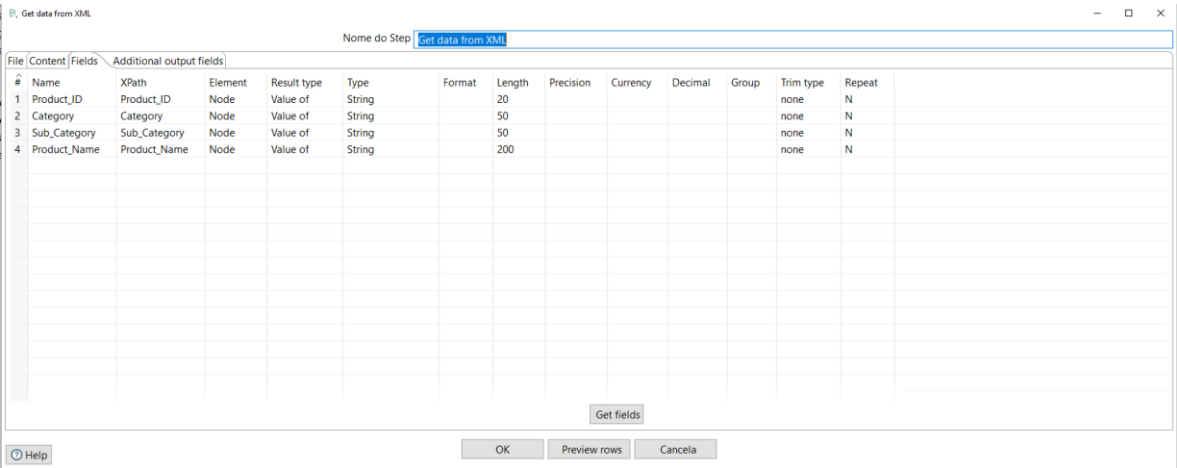 Get data from XML
Nome do Step Get data from XML
File Content Fields Additional output fields
# Name XPath Element Result type Type Format Length Precision Currency Decimal Group Trim type Repeat
1 Product_ID Product_ID Node Value of String 20 none N
2 Category Category Node Value of String 50 none N
3 Sub_Category Sub_Category Node Value of String 50 none N
4 Product_Name Product_Name Node Value of String 200 none N
Get fields
Help OK Preview rows Cancela